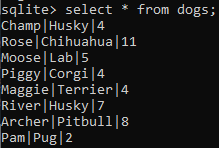 sqlite> select * from dogs;
Champ|Husky|4
Rose|Chihuahua|11
Moose|Lab|5
Piggy|Corgi|4
Maggie|Terrier|4
River|Husky|7
Archer|Pitbull|8
Pam|Pug|2